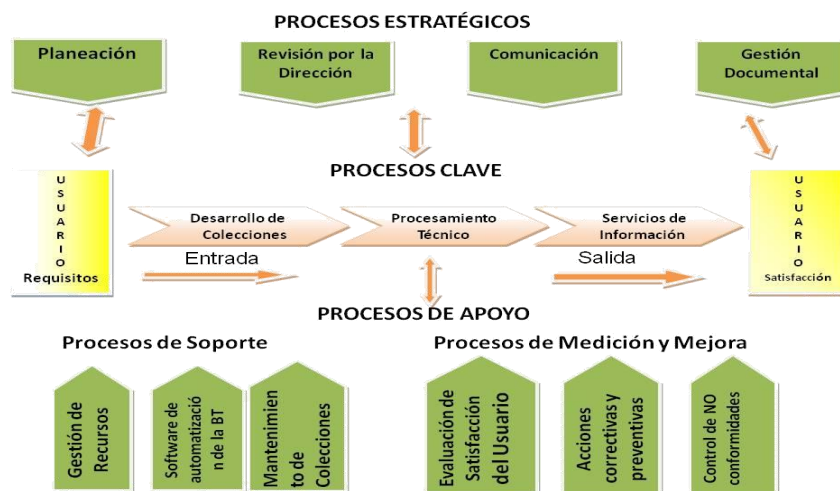 PROCESOS ESTRATÉGICOS
Planeación
Revisión por la
Dirección
Comunicación
Gestión
Documental
PROCESOS CLAVE
USUARIO
Requisitos
Desarrollo de
Colecciones
Procesamiento
Técnico
Servicios de
Información
USUARIO
Satisfacción
Entrada
Salida
PROCESOS DE APOYO
Procesos de Soporte
Procesos de Medición y Mejora
Gestión de
Recursos
Software de
automatizació
n de la BT
Mantenimien
to de
Colecciones
Evaluación de
Satisfacción
del Usuario
Acciones
correctivas y
preventivas
Control de NO
conformidades